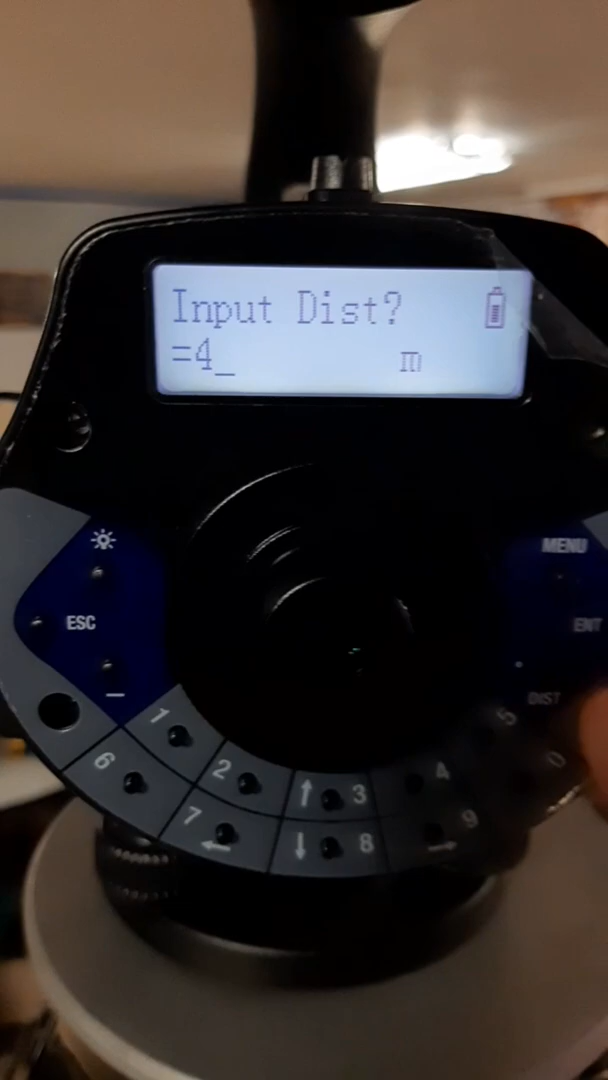 Input Dist?
=4_ m
MENU
ESC
ENT
DIST
1
5
6
2
↑ 3
4
0
7 ←
↓ 8
9 →